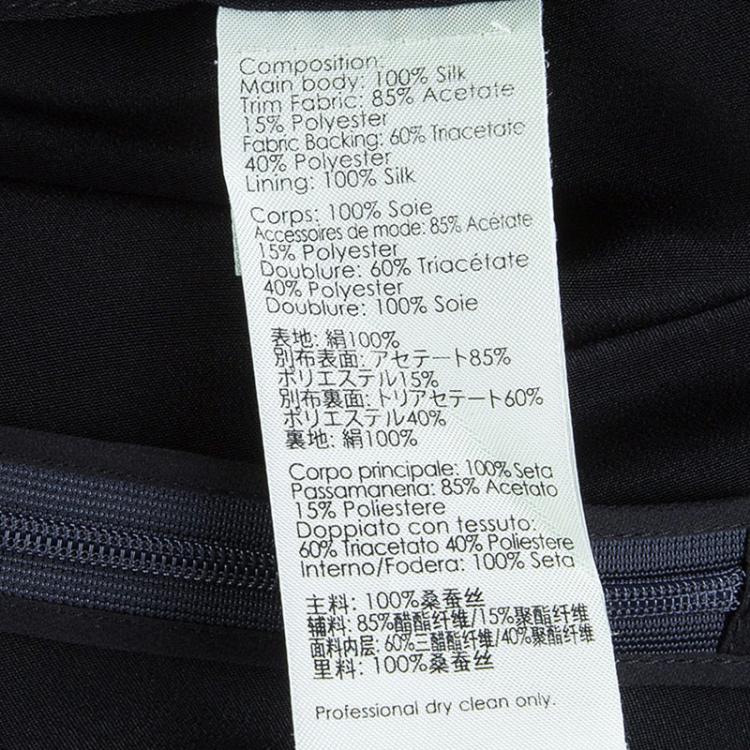 Composition:
Main body: 100% Silk
Trim Fabric: 85% Acetate
15% Polyester
Fabric Backing: 60% Triacetate
40% Polyester
Lining: 100% Silk
Corps: 100% Soie
Accessoires de mode: 85% Acétate
15% Polyester
Doublure: 60% Triacétate
40% Polyester
Doublure: 100% Soie
表地: 絹100%
別布表面: アセテート85%
ポリエステル15%
別布裏面: トリアセテート60%
ポリエステル40%
裏地: 絹100%
Corpo principale: 100% Seta
Passamaneria: 85% Acetato
15% Poliestere
Doppiato con tessuto:
60% Triacetato 40% Poliestere
Interno/Fodera: 100% Seta
主料: 100%桑蚕丝
辅料: 85%醋酯纤维/15%聚酯纤维
面料内层: 60%三醋酯纤维/40%聚酯纤维
里料: 100%桑蚕丝
Professional dry clean only.